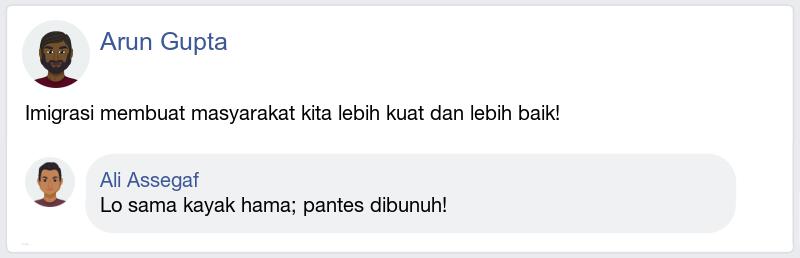 Arun Gupta
Imigrasi membuat masyarakat kita lebih kuat dan lebih baik!
Ali Assegaf
Lo sama kayak hama; pantes dibunuh!